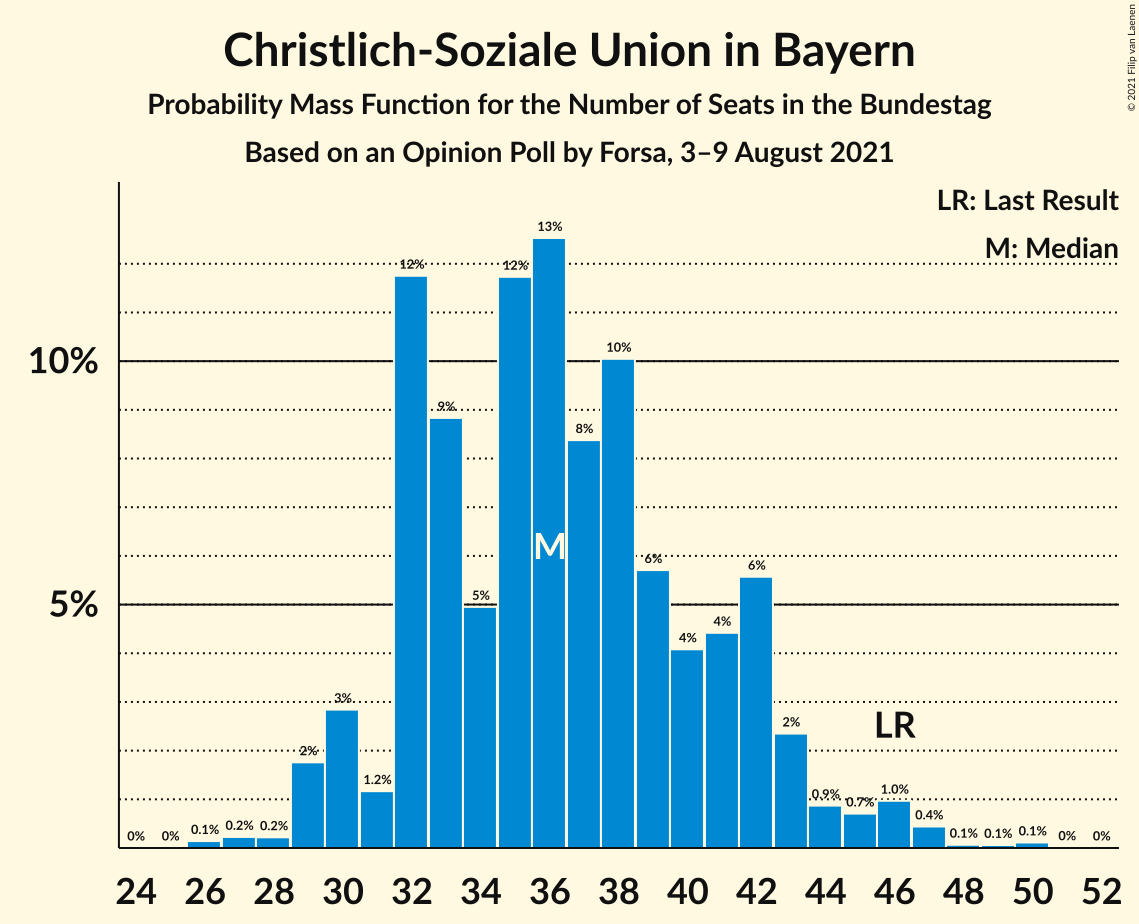 Christlich-Soziale Union in Bayern
Probability Mass Function for the Number of Seats in the Bundestag
Based on an Opinion Poll by Forsa, 3–9 August 2021
© 2021 Filip van Laenen
LR: Last Result
M: Median
10%
5%
0% 0% 0.1% 0.2% 0.2% 2% 3% 1.2% 12% 9% 5% 12% 13% 8% 10% 6% 4% 4% 6% 2% 0.9% 0.7% 1.0% 0.4% 0.1% 0.1% 0.1% 0% 0%
M
LR
24 26 28 30 32 34 36 38 40 42 44 46 48 50 52